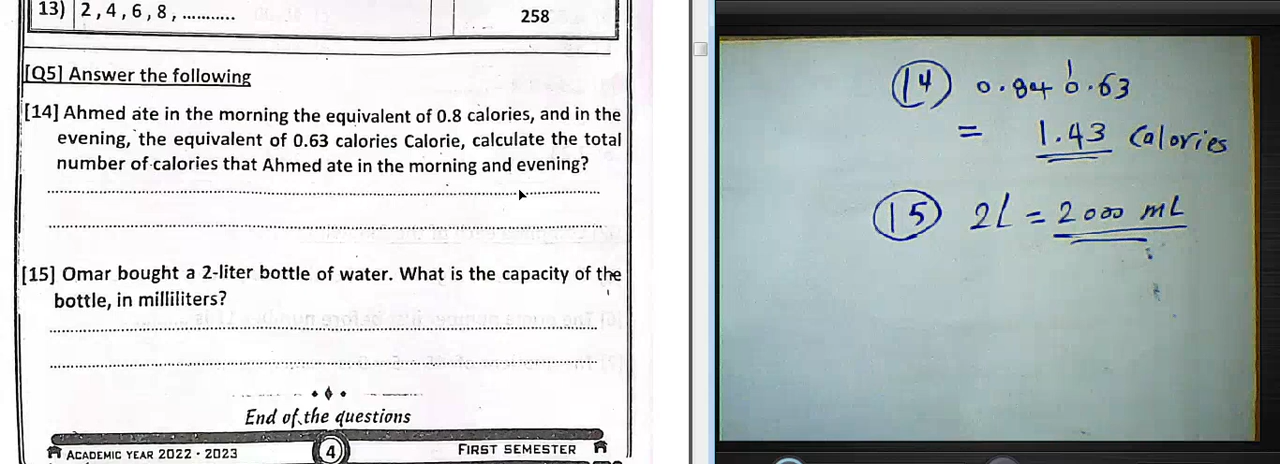 13) 2 , 4 , 6 , 8 , ...........
258
[Q5] Answer the following
[14] Ahmed ate in the morning the equivalent of 0.8 calories, and in the
evening, the equivalent of 0.63 calories Calorie, calculate the total
number of calories that Ahmed ate in the morning and evening?
[15] Omar bought a 2-liter bottle of water. What is the capacity of the
bottle, in milliliters?
End of the questions
ACADEMIC YEAR 2022 - 2023
4
FIRST SEMESTER
14 0.8+ 0.63
= 1.43 Calories
15 2L = 2000 mL